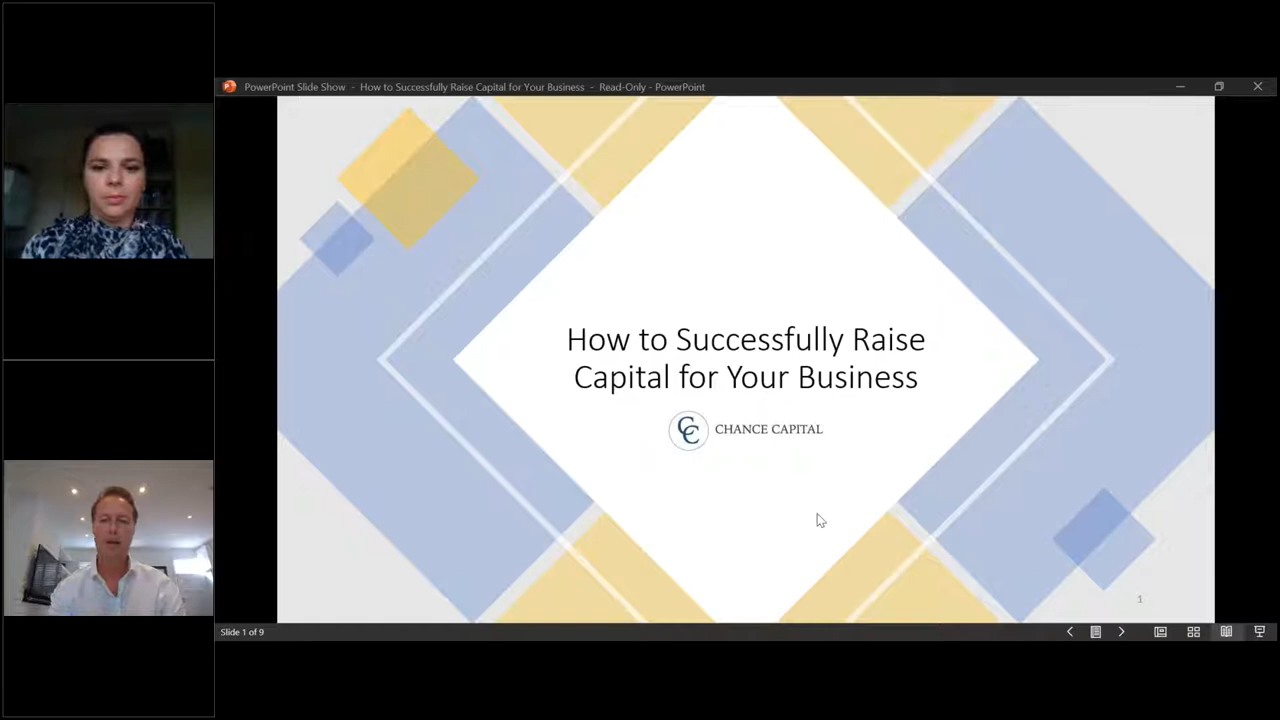 PowerPoint Slide Show - How to Successfully Raise Capital for Your Business - Read-Only - PowerPoint
How to Successfully Raise
Capital for Your Business
CC CHANCE CAPITAL
1
Slide 1 of 9